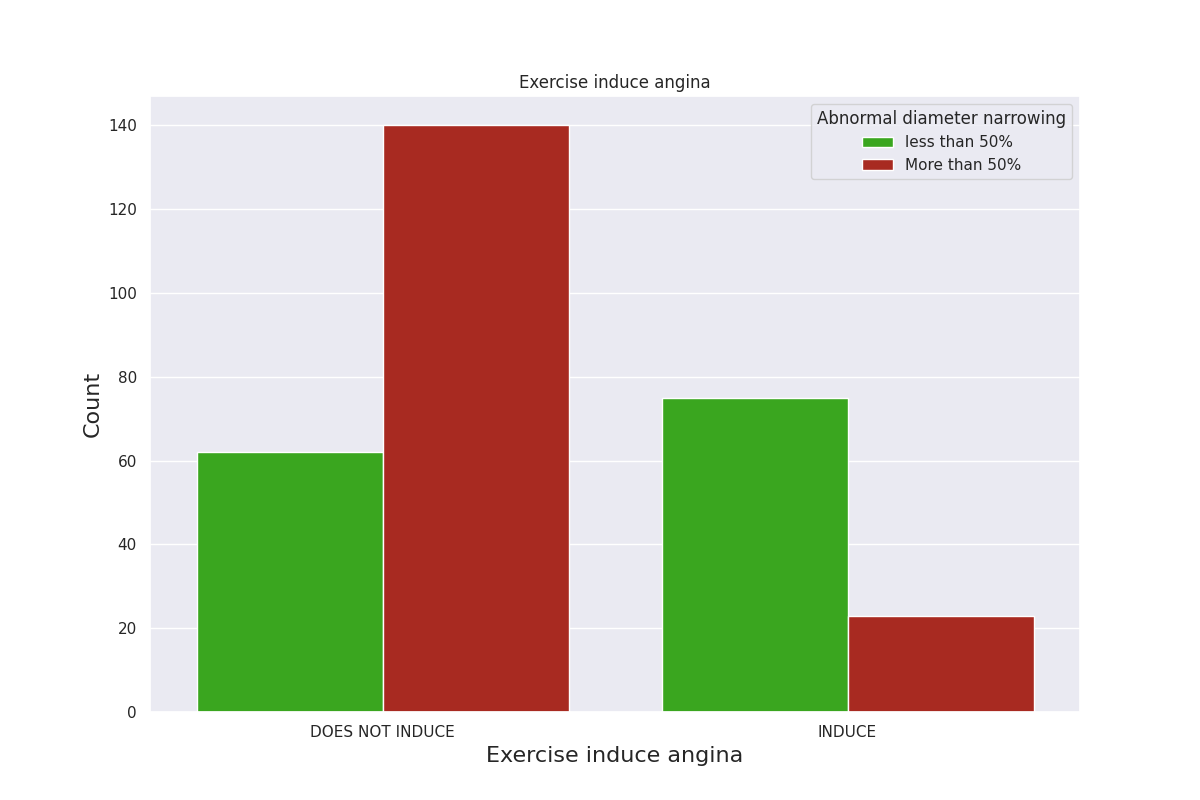 Exercise induce angina
Abnormal diameter narrowing
less than 50%
More than 50%
140
120
100
80
60
40
20
0
Count
DOES NOT INDUCE
INDUCE
Exercise induce angina